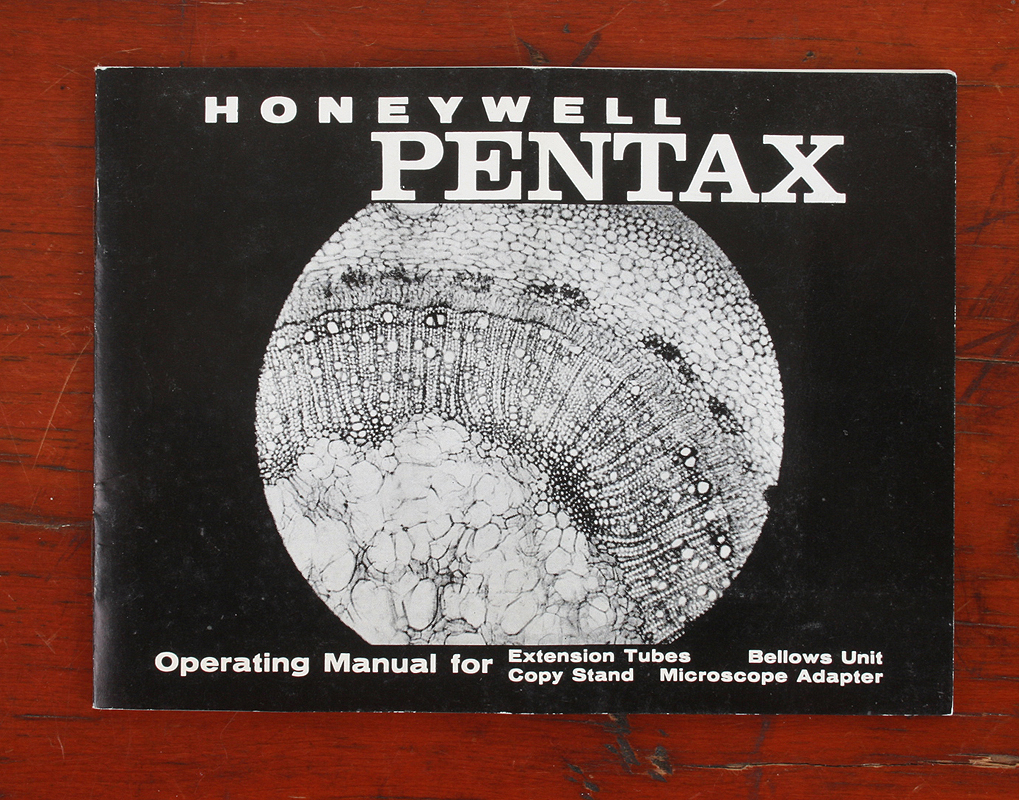 HONEYWELL
PENTAX
Operating Manual for
Extension Tubes Bellows Unit
Copy Stand Microscope Adapter